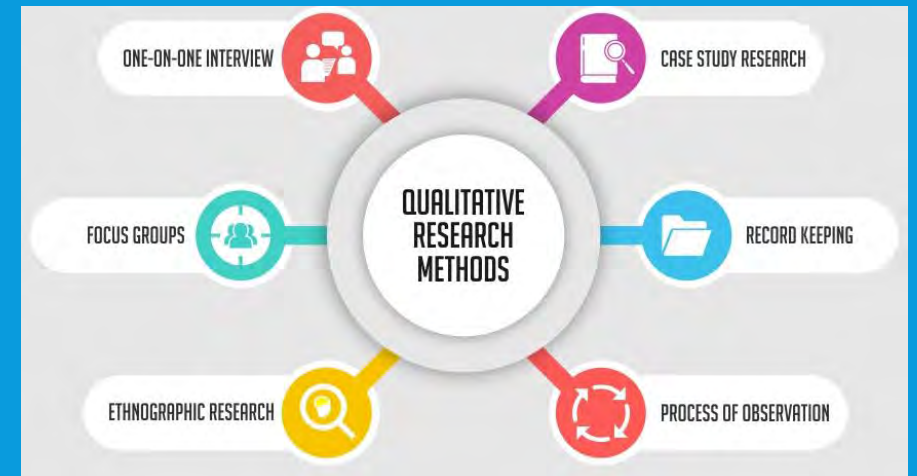 ONE-ON-ONE INTERVIEW
CASE STUDY RESEARCH
QUALITATIVE
RESEARCH
METHODS
FOCUS GROUPS
RECORD KEEPING
ETHNOGRAPHIC RESEARCH
PROCESS OF OBSERVATION